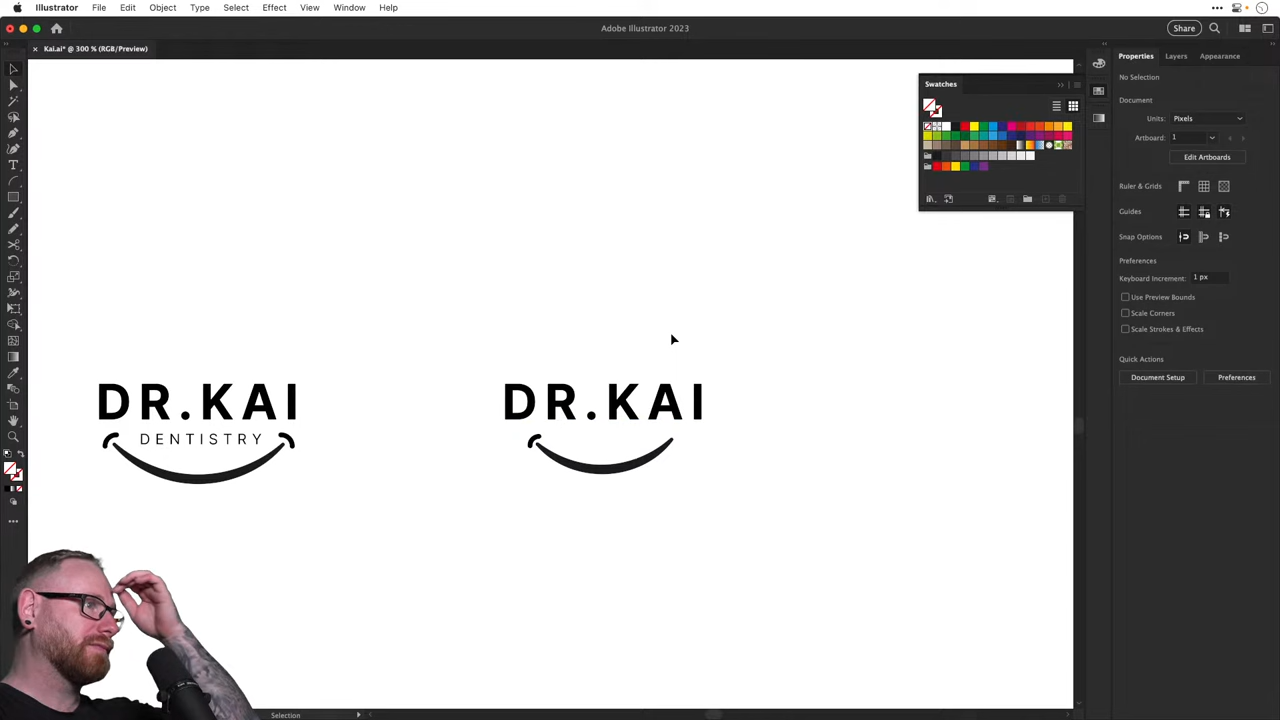 Illustrator File Edit Object Type Select Effect View Window Help
Adobe Illustrator 2023
Share
Kai.ai* @ 300 % (RGB/Preview)
Swatches
Properties Layers Appearance
No Selection
Document
Units: Pixels
Artboard: 1
Edit Artboards
Ruler & Grids
Guides
Snap Options
Preferences
Keyboard Increment: 1 px
Use Preview Bounds
Scale Corners
Scale Strokes & Effects
Quick Actions
Document Setup Preferences
DR.KAI
DENTISTRY
DR.KAI
Selection